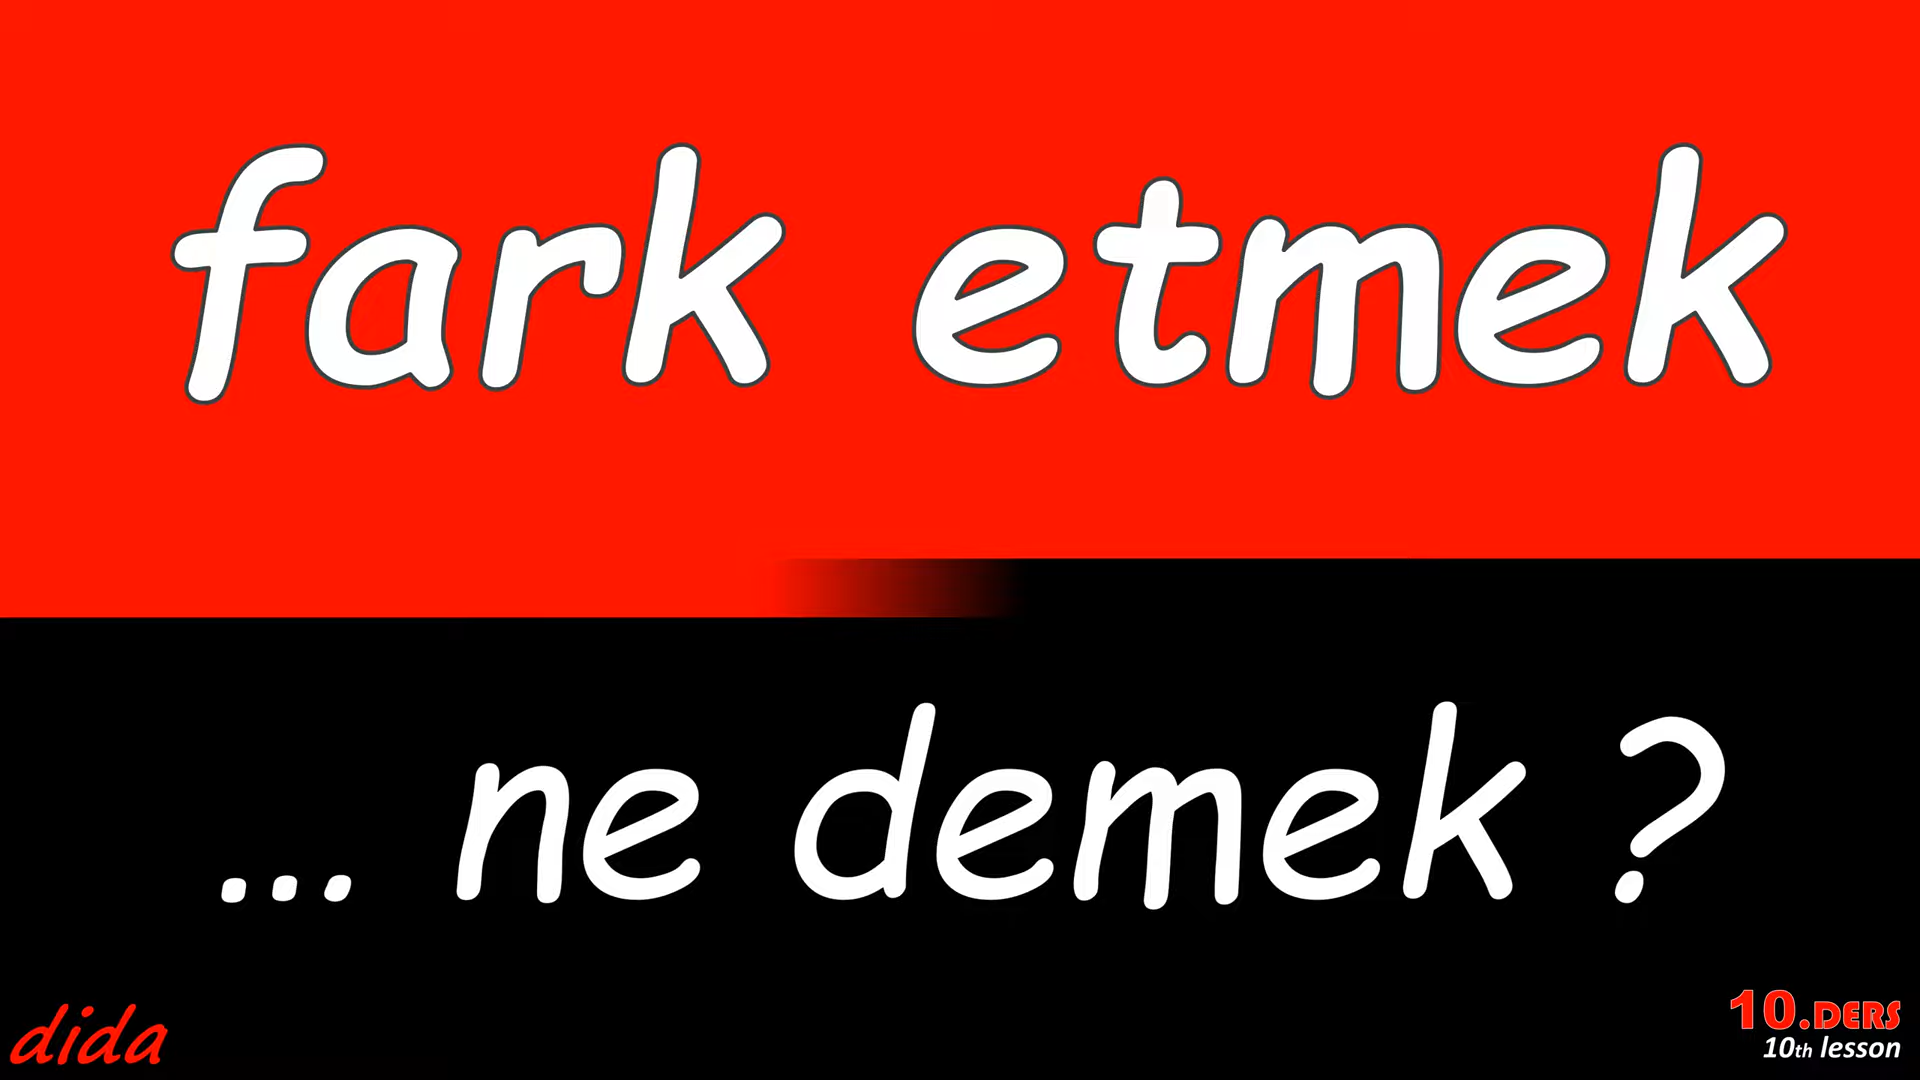 fark etmek
... ne demek ?
dida
10.DERS
10th lesson